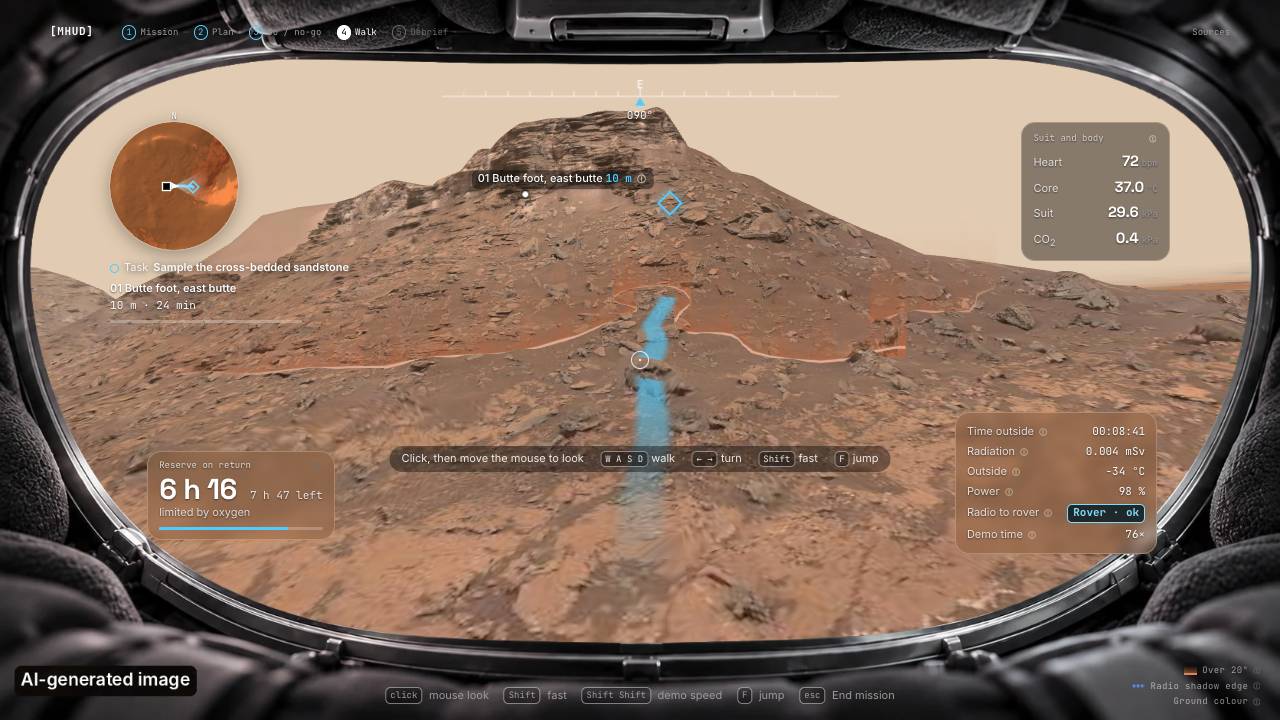 [MHUD]
1 Mission 2 Plan 3 Go / no-go 4 Walk 5 Debrief
Sources
E
090°
N
Suit and body
Heart 72 bpm
Core 37.0 °C
Suit 29.6 kPa
CO2 0.4 kPa
01 Butte foot, east butte 10 m
Task Sample the cross-bedded sandstone
01 Butte foot, east butte
10 m · 24 min
Click, then move the mouse to look W A S D walk ← → turn Shift fast F jump
Reserve on return
6 h 16 7 h 47 left
limited by oxygen
Time outside 00:08:41
Radiation 0.004 mSv
Outside -34 °C
Power 98 %
Radio to rover Rover · ok
Demo time 76×
AI-generated image
click mouse look Shift fast Shift Shift demo speed F jump esc End mission
Over 20°
Radio shadow edge
Ground colour